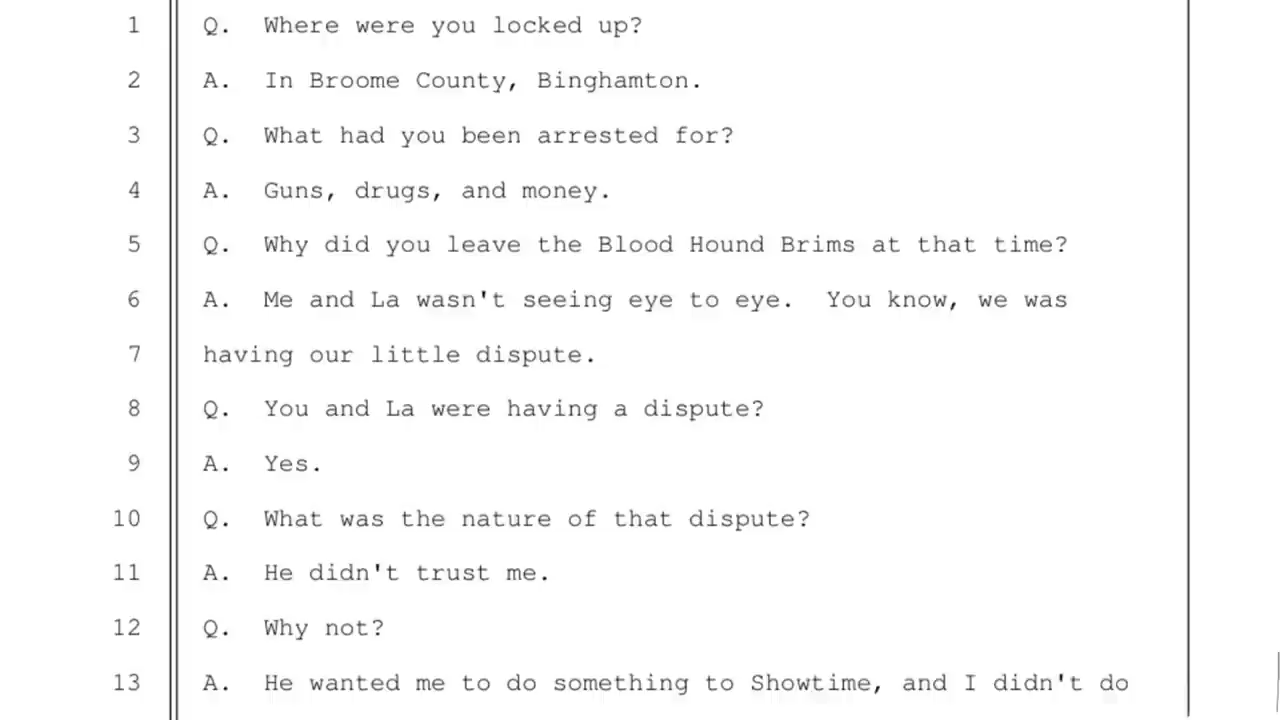 1 Q. Where were you locked up?
2 A. In Broome County, Binghamton.
3 Q. What had you been arrested for?
4 A. Guns, drugs, and money.
5 Q. Why did you leave the Blood Hound Brims at that time?
6 A. Me and La wasn't seeing eye to eye. You know, we was
7 having our little dispute.
8 Q. You and La were having a dispute?
9 A. Yes.
10 Q. What was the nature of that dispute?
11 A. He didn't trust me.
12 Q. Why not?
13 A. He wanted me to do something to Showtime, and I didn't do